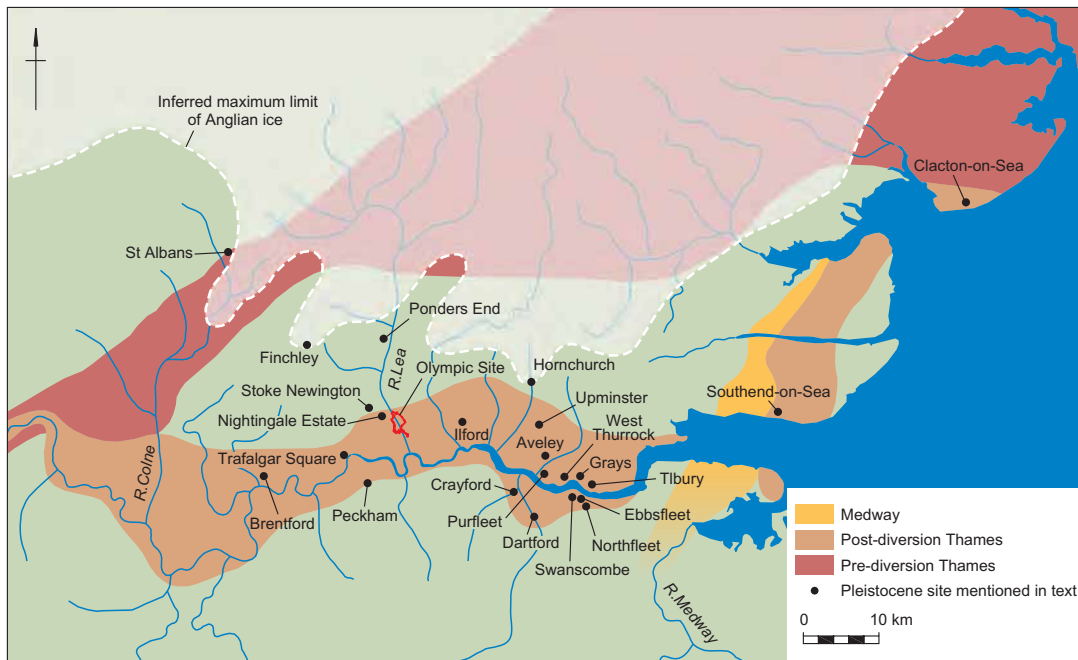 Inferred maximum limit
of Anglian ice
Clacton-on-Sea
St Albans
Ponders End
Finchley
R.Lea
Olympic Site
Hornchurch
Stoke Newington
Nightingale Estate
Upminster
Southend-on-Sea
Ilford
West
Thurrock
Aveley
Trafalgar Square
Grays
R.Colne
Crayford
TIbury
Brentford
Peckham
Purfleet
Ebbsfleet
Dartford
Northfleet
Swanscombe
R.Medway
Medway
Post-diversion Thames
Pre-diversion Thames
Pleistocene site mentioned in text
0 10 km